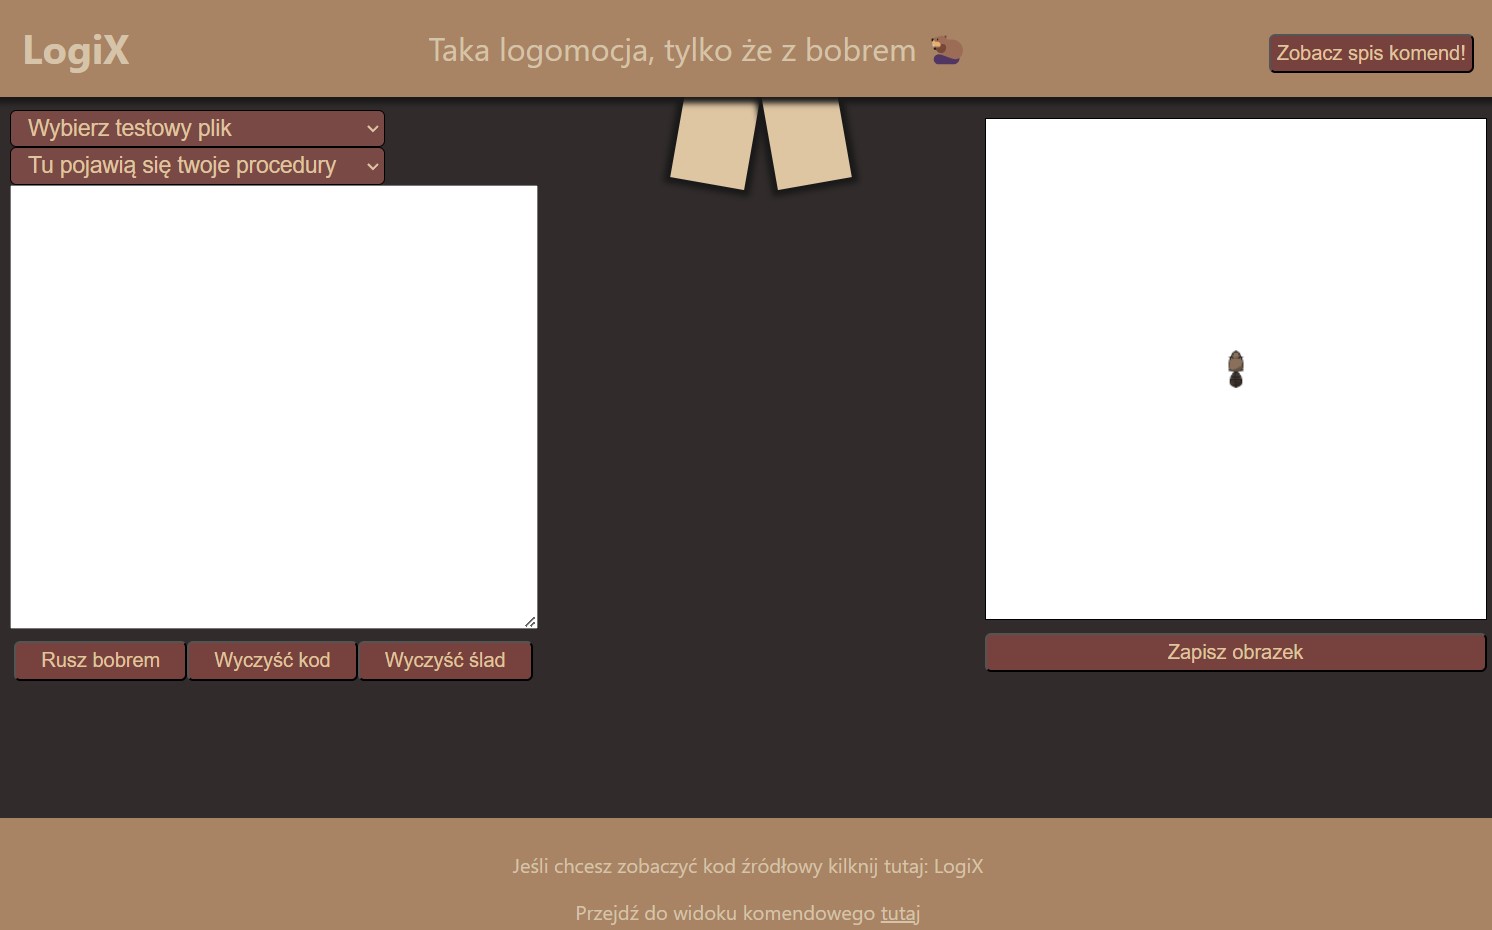 LogiX
Taka logomocja, tylko że z bobrem 🦫
Zobacz spis komend!
Wybierz testowy plik
Tu pojawią się twoje procedury
Rusz bobrem
Wyczyść kod
Wyczyść ślad
Zapisz obrazek
Jeśli chcesz zobaczyć kod źródłowy kilknij tutaj: LogiX
Przejdź do widoku komendowego tutaj